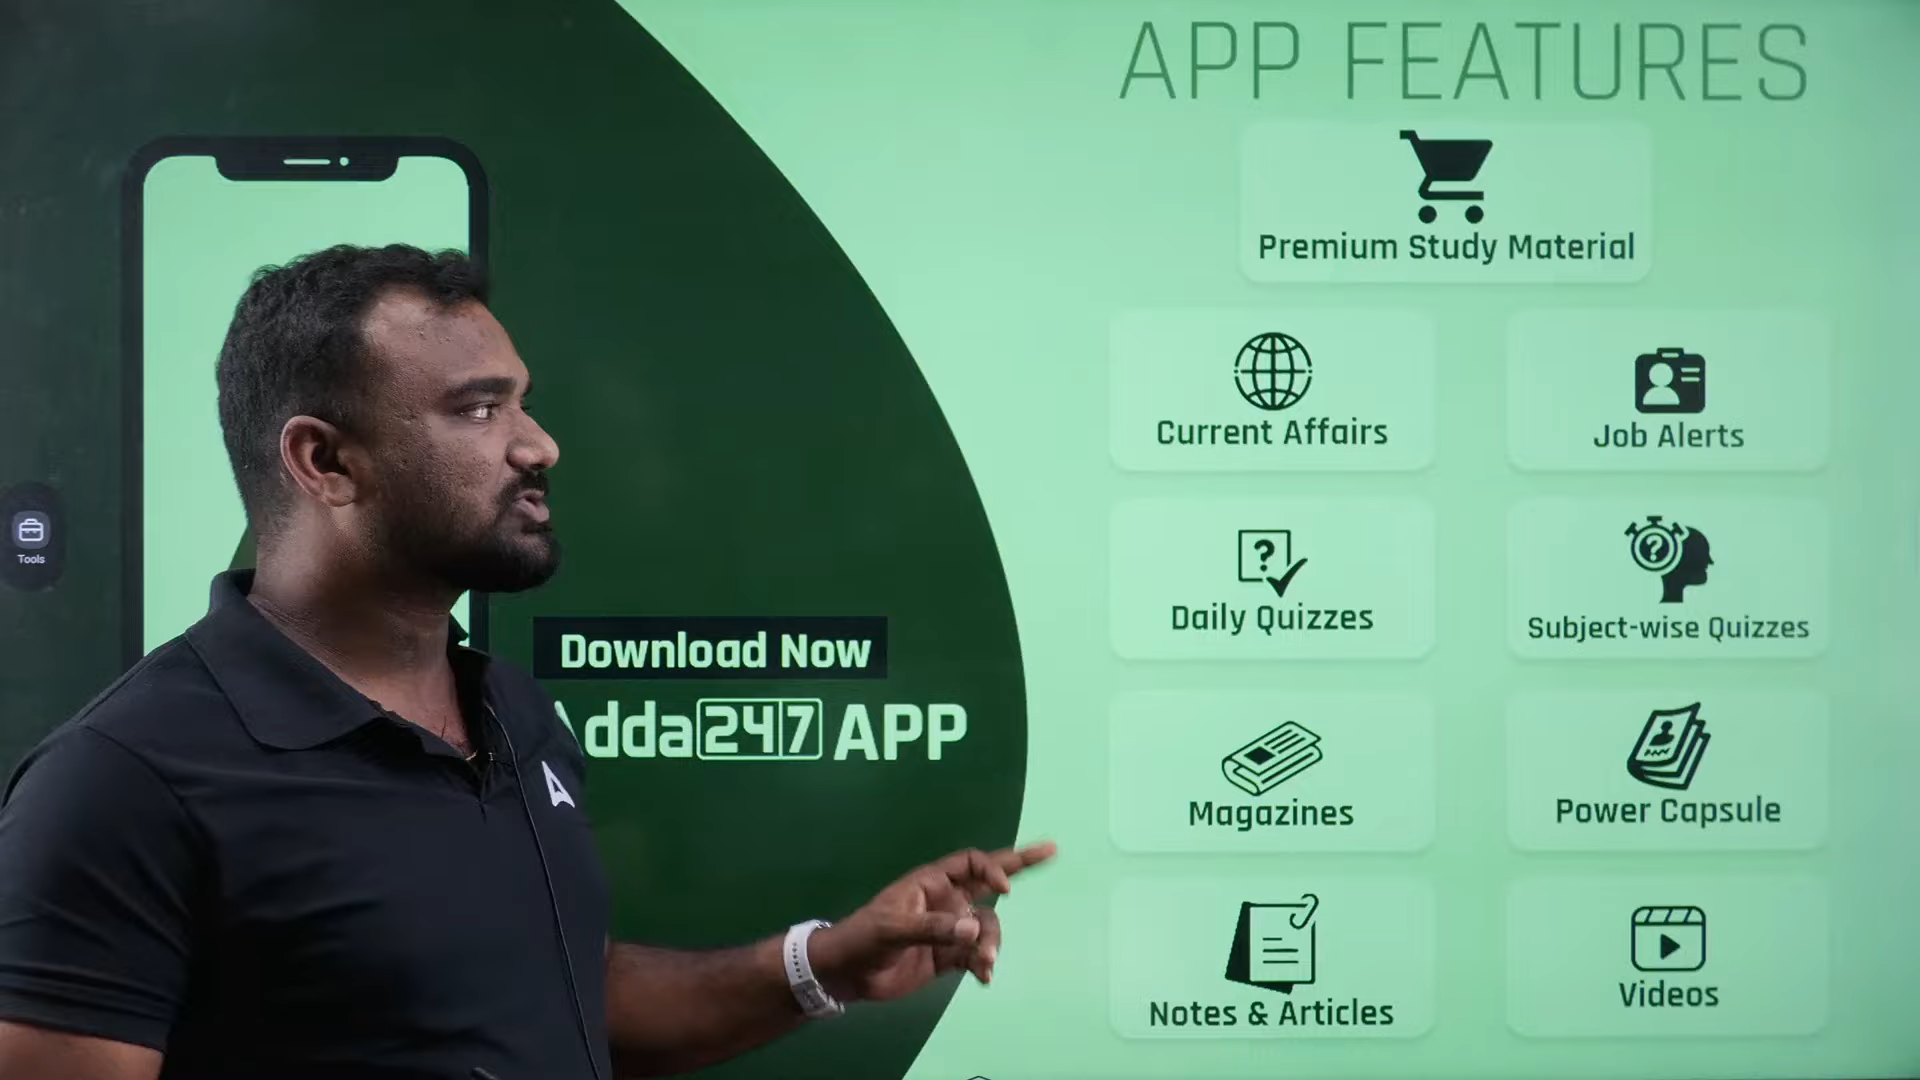 APP FEATURES
Premium Study Material
Current Affairs
Job Alerts
Daily Quizzes
Subject-wise Quizzes
Magazines
Power Capsule
Notes & Articles
Videos
Tools
Download Now
Adda247 APP